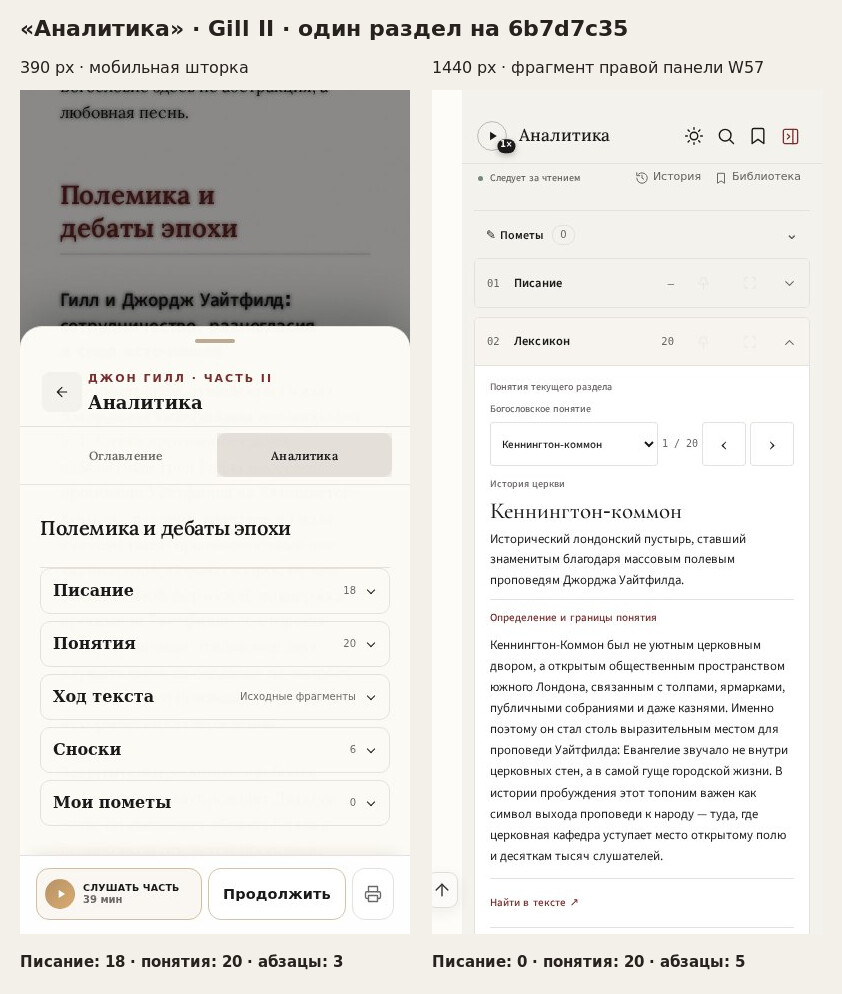 «Аналитика» · Gill II · один раздел на 6b7d7c35
390 px · мобильная шторка
любовная песнь.
Полемика и
дебаты эпохи
Гилл и Джордж Уайтфилд:
ДЖОН ГИЛЛ · ЧАСТЬ II
Аналитика
Оглавление
Аналитика
Полемика и дебаты эпохи
Писание 18
Понятия 20
Ход текста Исходные фрагменты
Сноски 6
Мои пометы 0
СЛУШАТЬ ЧАСТЬ
39 мин
Продолжить
Писание: 18 · понятия: 20 · абзацы: 3
1440 px · фрагмент правой панели W57
1×
Аналитика
Следует за чтением
История
Библиотека
✎ Пометы 0
01 Писание —
02 Лексикон 20
Понятия текущего раздела
Богословское понятие
Кеннингтон-коммон 1 / 20 ‹ ›
История церкви
Кеннингтон-коммон
Исторический лондонский пустырь, ставший
знаменитым благодаря массовым полевым
проповедям Джорджа Уайтфилда.
Определение и границы понятия
Кеннингтон-Коммон был не уютным церковным
двором, а открытым общественным пространством
южного Лондона, связанным с толпами, ярмарками,
публичными собраниями и даже казнями. Именно
поэтому он стал столь выразительным местом для
проповеди Уайтфилда: Евангелие звучало не внутри
церковных стен, а в самой гуще городской жизни. В
истории пробуждения этот топоним важен как
символ выхода проповеди к народу — туда, где
церковная кафедра уступает место открытому полю
и десяткам тысяч слушателей.
Найти в тексте ↗
Писание: 0 · понятия: 20 · абзацы: 5